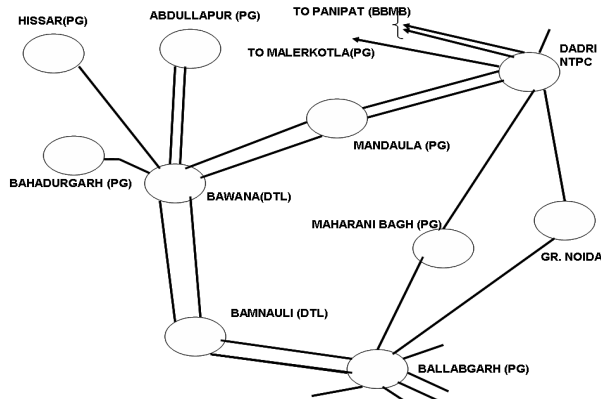 HISSAR(PG)
ABDULLAPUR (PG)
TO PANIPAT (BBMB)
TO MALERKOTLA(PG)
DADRI
NTPC
MANDAULA (PG)
BAHADURGARH (PG)
BAWANA(DTL)
MAHARANI BAGH (PG)
GR. NOIDA
BAMNAULI (DTL)
BALLABGARH (PG)